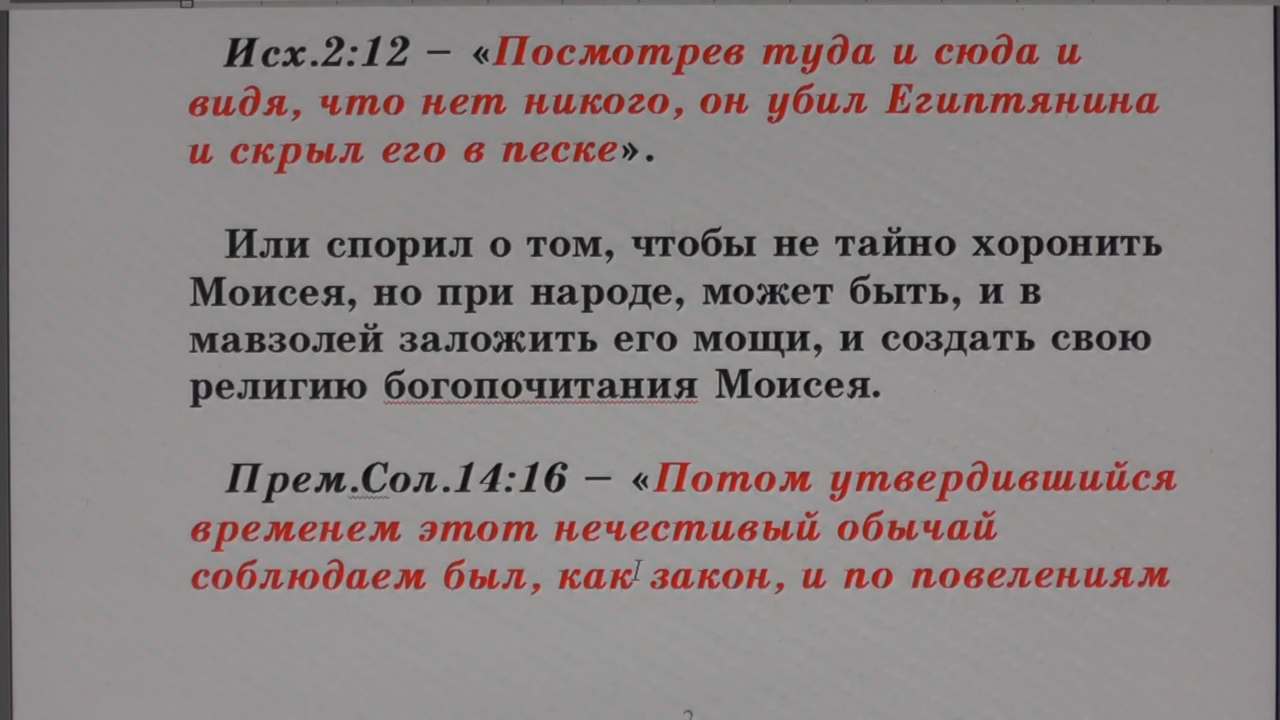 Исх.2:12 – «Посмотрев туда и сюда и
видя, что нет никого, он убил Египтянина
и скрыл его в песке».
Или спорил о том, чтобы не тайно хоронить
Моисея, но при народе, может быть, и в
мавзолей заложить его мощи, и создать свою
религию богопочитания Моисея.
Прем.Сол.14:16 – «Потом утвердившийся
временем этот нечестивый обычай
соблюдаем был, как закон, и по повелениям